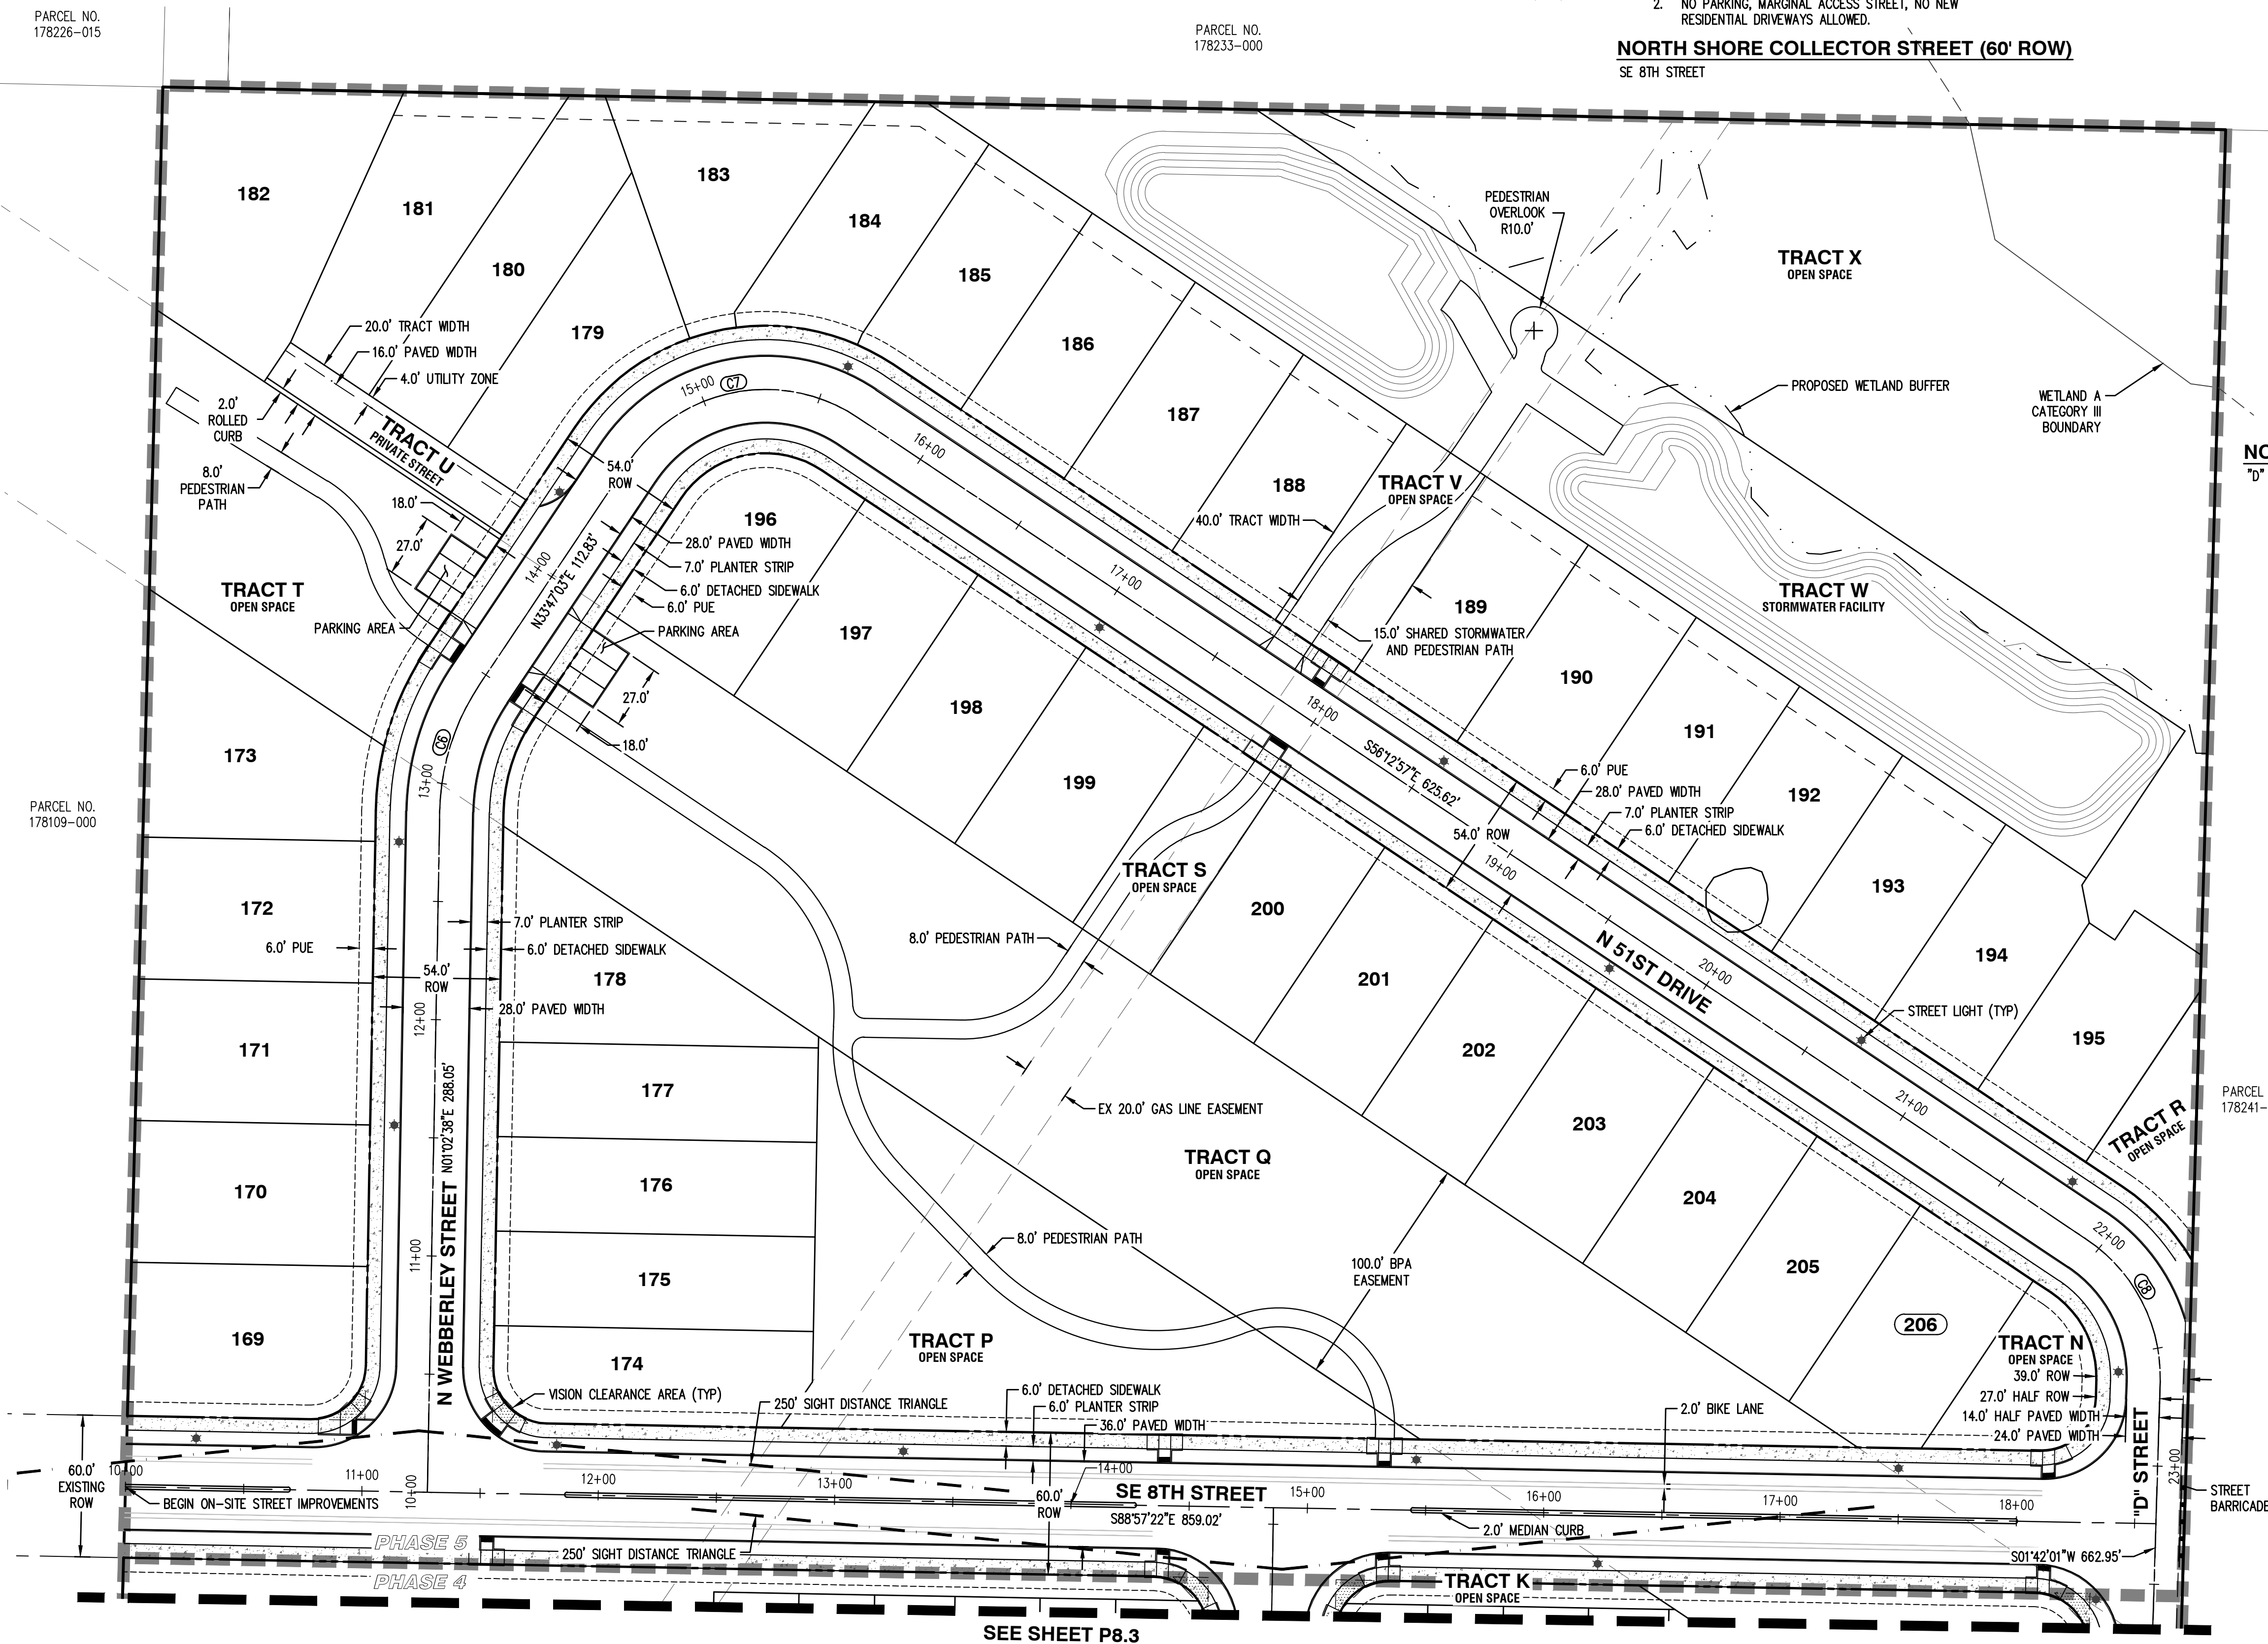 PARCEL NO.
178226-015
PARCEL NO.
178233-000
2. NO PARKING, MARGINAL ACCESS STREET, NO NEW
RESIDENTIAL DRIVEWAYS ALLOWED.
NORTH SHORE COLLECTOR STREET (60' ROW)
SE 8TH STREET
182
181
180
179
183
184
185
186
187
188
PEDESTRIAN
OVERLOOK
R10.0'
TRACT X
OPEN SPACE
PROPOSED WETLAND BUFFER
WETLAND A
CATEGORY III
BOUNDARY
"D"
20.0' TRACT WIDTH
16.0' PAVED WIDTH
4.0' UTILITY ZONE
2.0'
ROLLED
CURB
TRACT U
PRIVATE STREET
8.0'
PEDESTRIAN
PATH
18.0'
27.0'
15+00
C7
16+00
54.0'
ROW
196
28.0' PAVED WIDTH
7.0' PLANTER STRIP
6.0' DETACHED SIDEWALK
6.0' PUE
PARKING AREA
14+00
N33°47'03"E 112.83'
TRACT T
OPEN SPACE
PARKING AREA
27.0'
18.0'
17+00
40.0' TRACT WIDTH
TRACT V
OPEN SPACE
189
15.0' SHARED STORMWATER
AND PEDESTRIAN PATH
TRACT W
STORMWATER FACILITY
190
191
192
193
194
195
197
198
199
18+00
S56°12'57"E 625.62'
6.0' PUE
28.0' PAVED WIDTH
7.0' PLANTER STRIP
6.0' DETACHED SIDEWALK
54.0' ROW
19+00
173
C6
13+00
PARCEL NO.
178109-000
172
6.0' PUE
7.0' PLANTER STRIP
6.0' DETACHED SIDEWALK
54.0'
ROW
178
28.0' PAVED WIDTH
12+00
TRACT S
OPEN SPACE
8.0' PEDESTRIAN PATH
200
201
N 51ST DRIVE
20+00
STREET LIGHT (TYP)
171
177
EX 20.0' GAS LINE EASEMENT
202
203
21+00
TRACT R
OPEN SPACE
PARCEL
178241-
170
176
TRACT Q
OPEN SPACE
204
N WEBBERLEY STREET N01°02'38"E 288.05'
11+00
8.0' PEDESTRIAN PATH
100.0' BPA
EASEMENT
205
22+00
C8
175
169
174
TRACT P
OPEN SPACE
206
TRACT N
OPEN SPACE
39.0' ROW
27.0' HALF ROW
14.0' HALF PAVED WIDTH
24.0' PAVED WIDTH
VISION CLEARANCE AREA (TYP)
250' SIGHT DISTANCE TRIANGLE
6.0' DETACHED SIDEWALK
6.0' PLANTER STRIP
36.0' PAVED WIDTH
2.0' BIKE LANE
60.0'
EXISTING
ROW
10+00
11+00
10+00
12+00
13+00
14+00
15+00
16+00
17+00
18+00
23+00
"D" STREET
STREET
BARRICADE
BEGIN ON-SITE STREET IMPROVEMENTS
60.0'
ROW
SE 8TH STREET
S88°57'22"E 859.02'
2.0' MEDIAN CURB
PHASE 5
250' SIGHT DISTANCE TRIANGLE
PHASE 4
S01°42'01"W 662.95'
TRACT K
OPEN SPACE
SEE SHEET P8.3